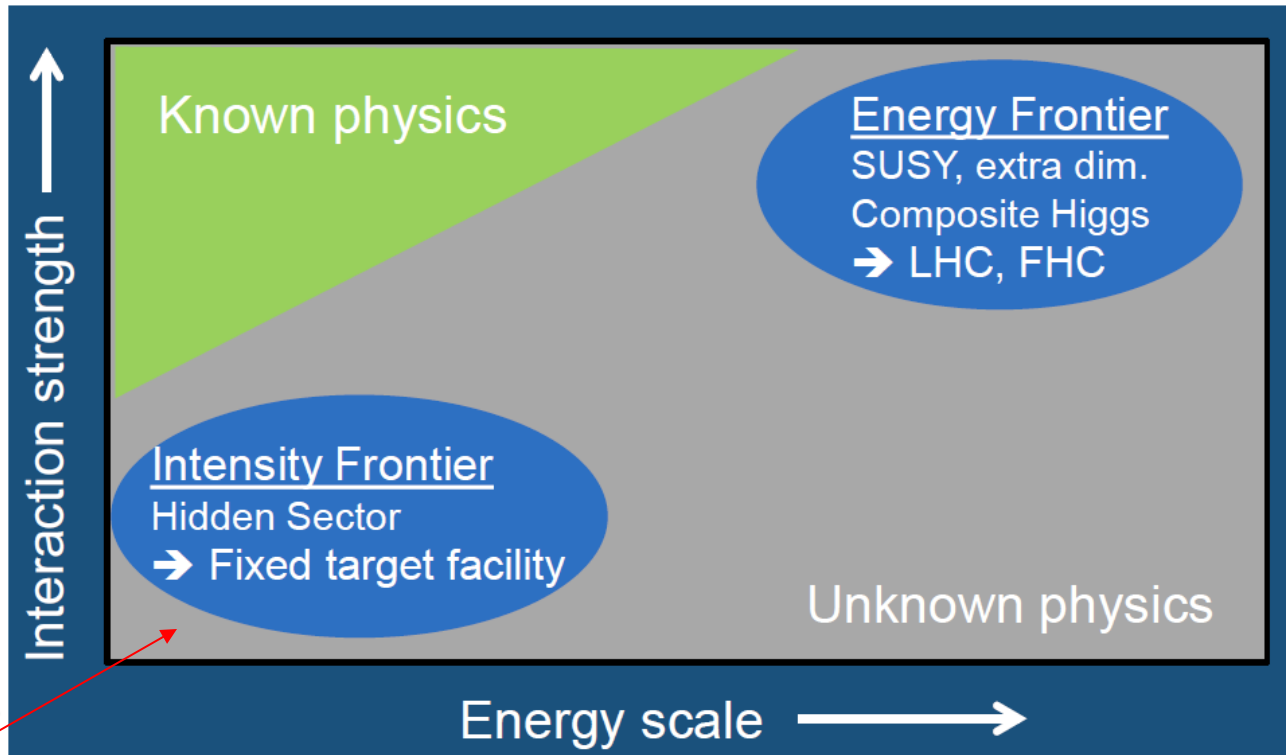 Known physics
Energy Frontier
SUSY, extra dim.
Composite Higgs
➔ LHC, FHC
Interaction strength
Intensity Frontier
Hidden Sector
➔ Fixed target facility
Unknown physics
Energy scale